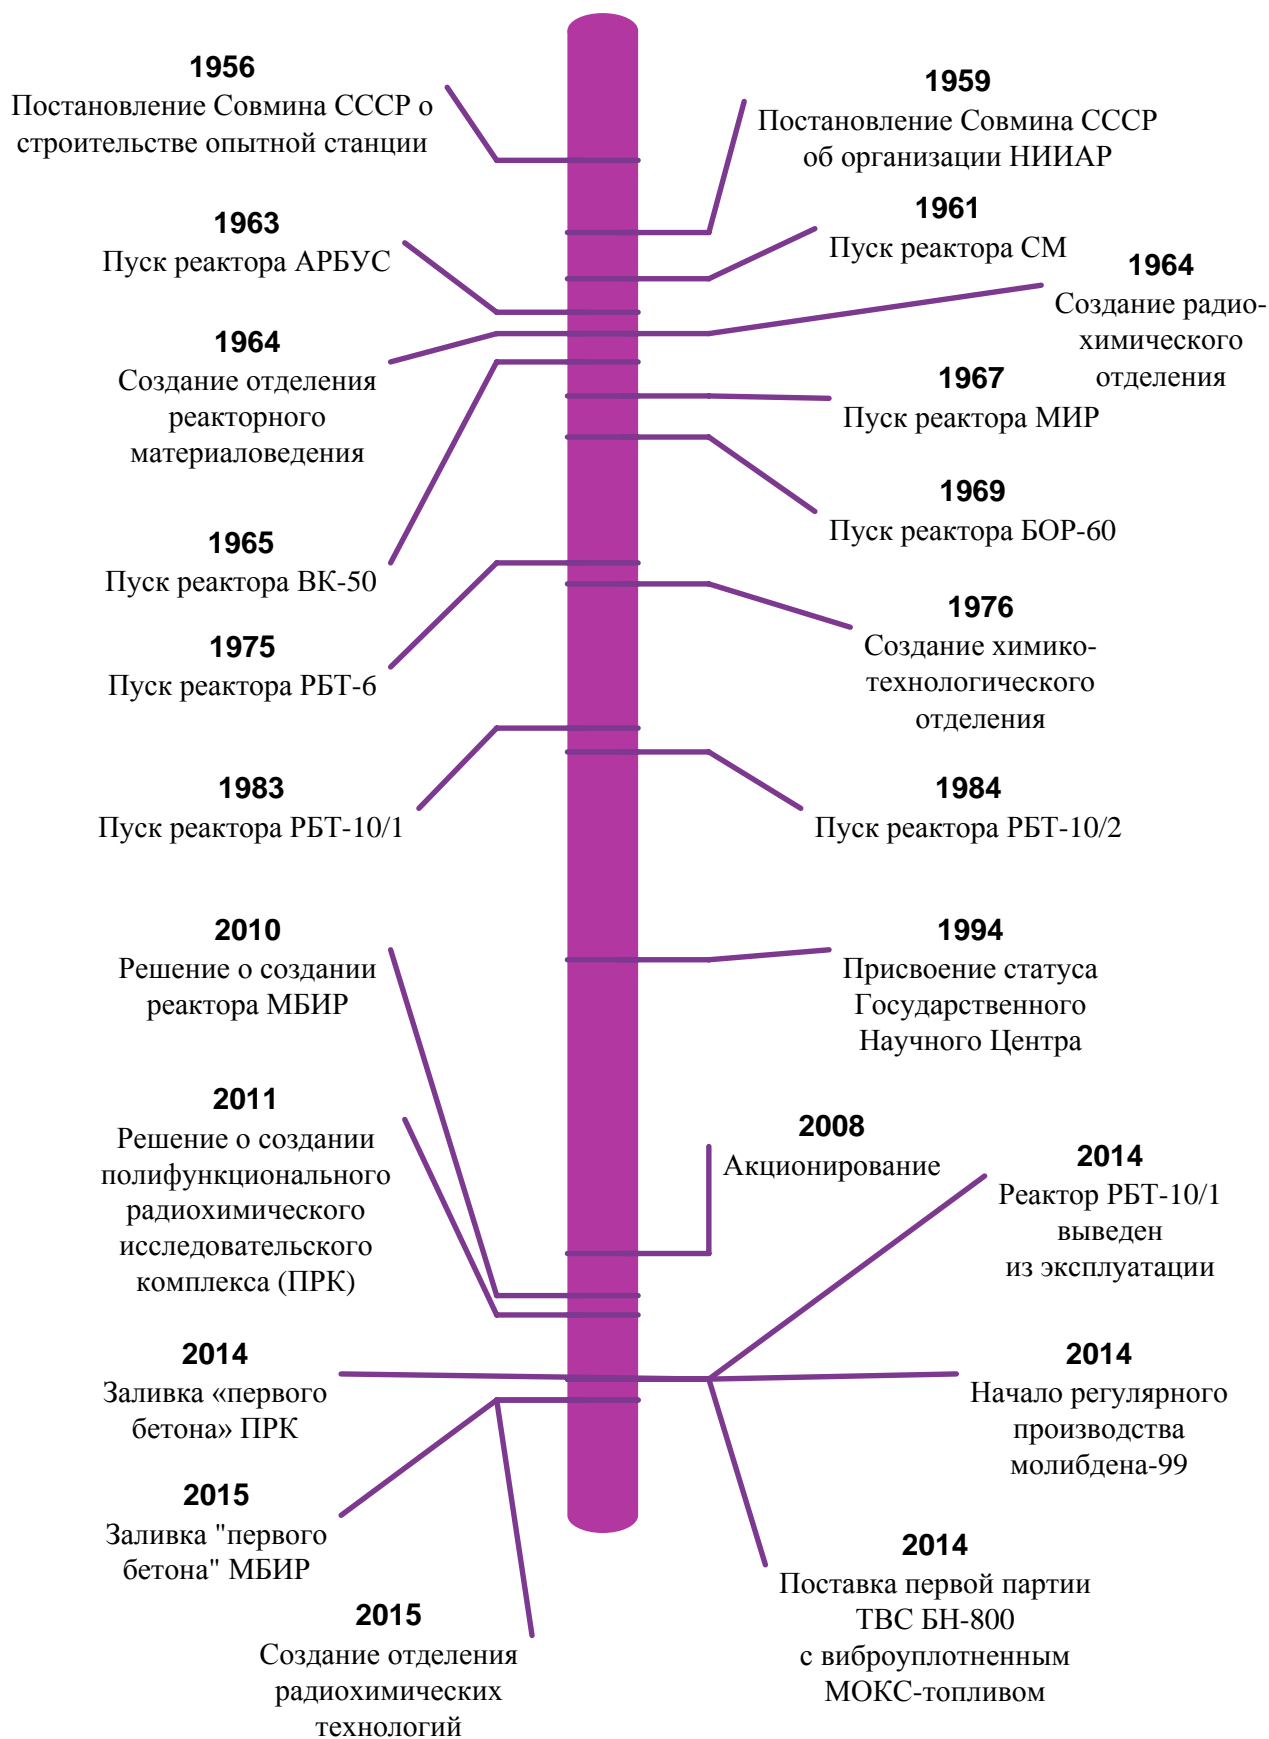 1956
Постановление Совмина СССР о
строительстве опытной станции
1959
Постановление Совмина СССР
об организации НИИАР
1961
Пуск реактора СМ
1963
Пуск реактора АРБУС
1964
Создание радио-
химического
отделения
1964
Создание отделения
реакторного
материаловедения
1967
Пуск реактора МИР
1969
Пуск реактора БОР-60
1965
Пуск реактора ВК-50
1976
Создание химико-
технологического
отделения
1975
Пуск реактора РБТ-6
1983
Пуск реактора РБТ-10/1
1984
Пуск реактора РБТ-10/2
2010
Решение о создании
реактора МБИР
1994
Присвоение статуса
Государственного
Научного Центра
2011
Решение о создании
полифункционального
радиохимического
исследовательского
комплекса (ПРК)
2008
Акционирование
2014
Реактор РБТ-10/1
выведен
из эксплуатации
2014
Заливка «первого
бетона» ПРК
2014
Начало регулярного
производства
молибдена-99
2015
Заливка "первого
бетона" МБИР
2014
Поставка первой партии
ТВС БН-800
с виброуплотненным
МОКС-топливом
2015
Создание отделения
радиохимических
технологий